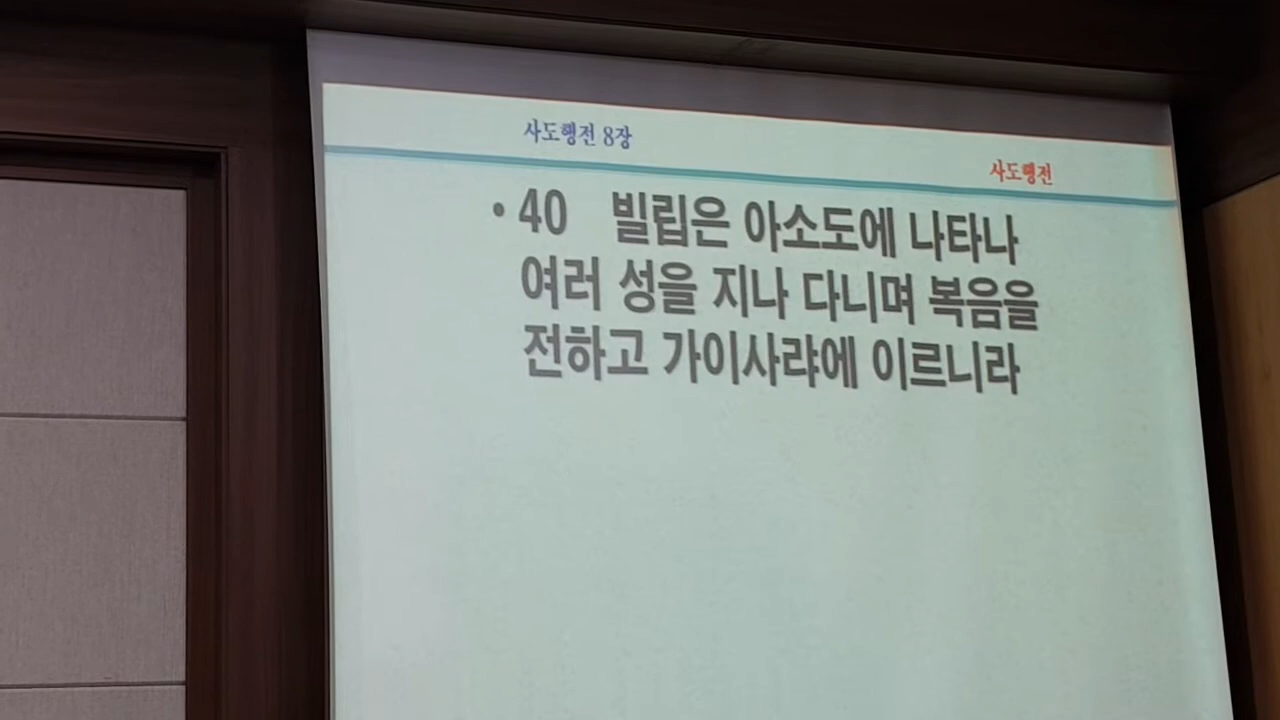 사도행전 8장
사도행전
• 40 빌립은 아소도에 나타나
여러 성을 지나 다니며 복음을
전하고 가이사랴에 이르니라